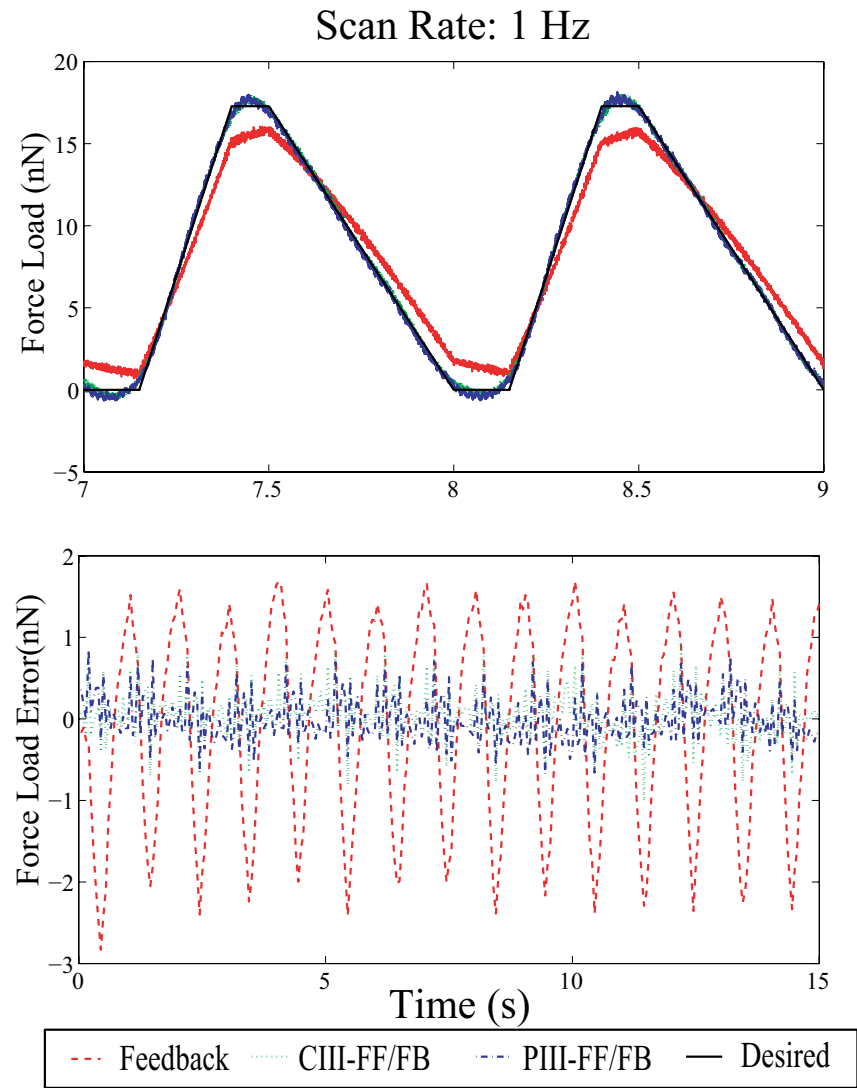 Scan Rate: 1 Hz
20
15
10
5
0
−5
Force Load (nN)
7
7.5
8
8.5
9
2
1
0
−1
−2
−3
Force Load Error(nN)
0
5
10
15
Time (s)
Feedback
CIII-FF/FB
PIII-FF/FB
Desired